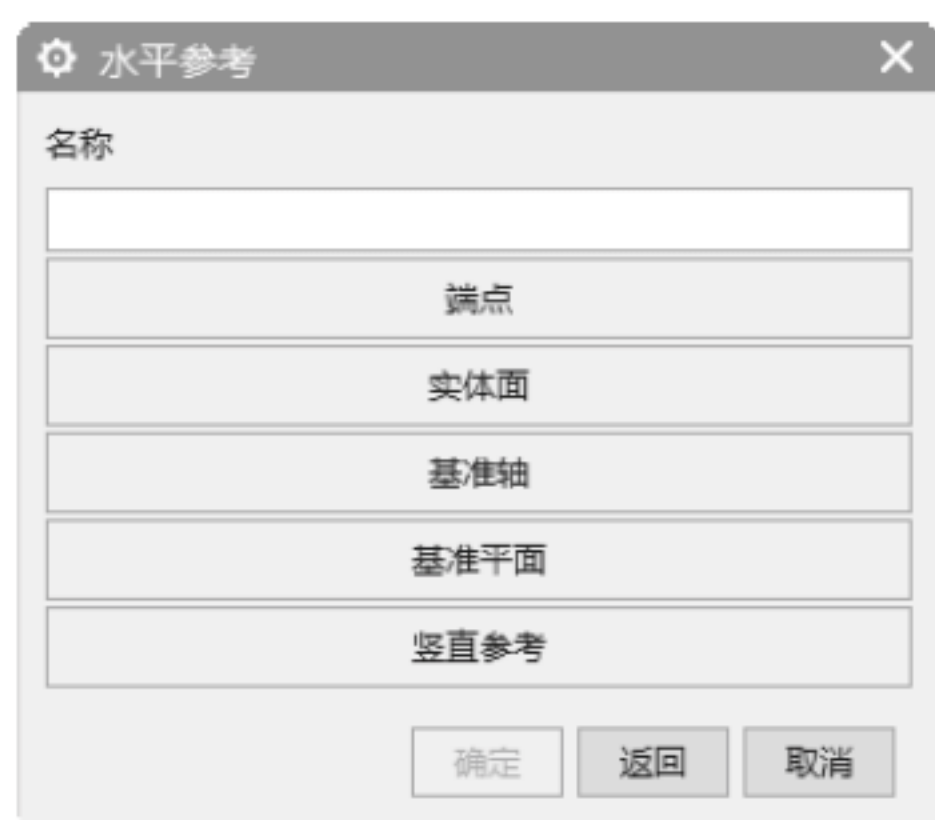 水平参考
名称
端点
实体面
基准轴
基准平面
竖直参考
确定 返回 取消